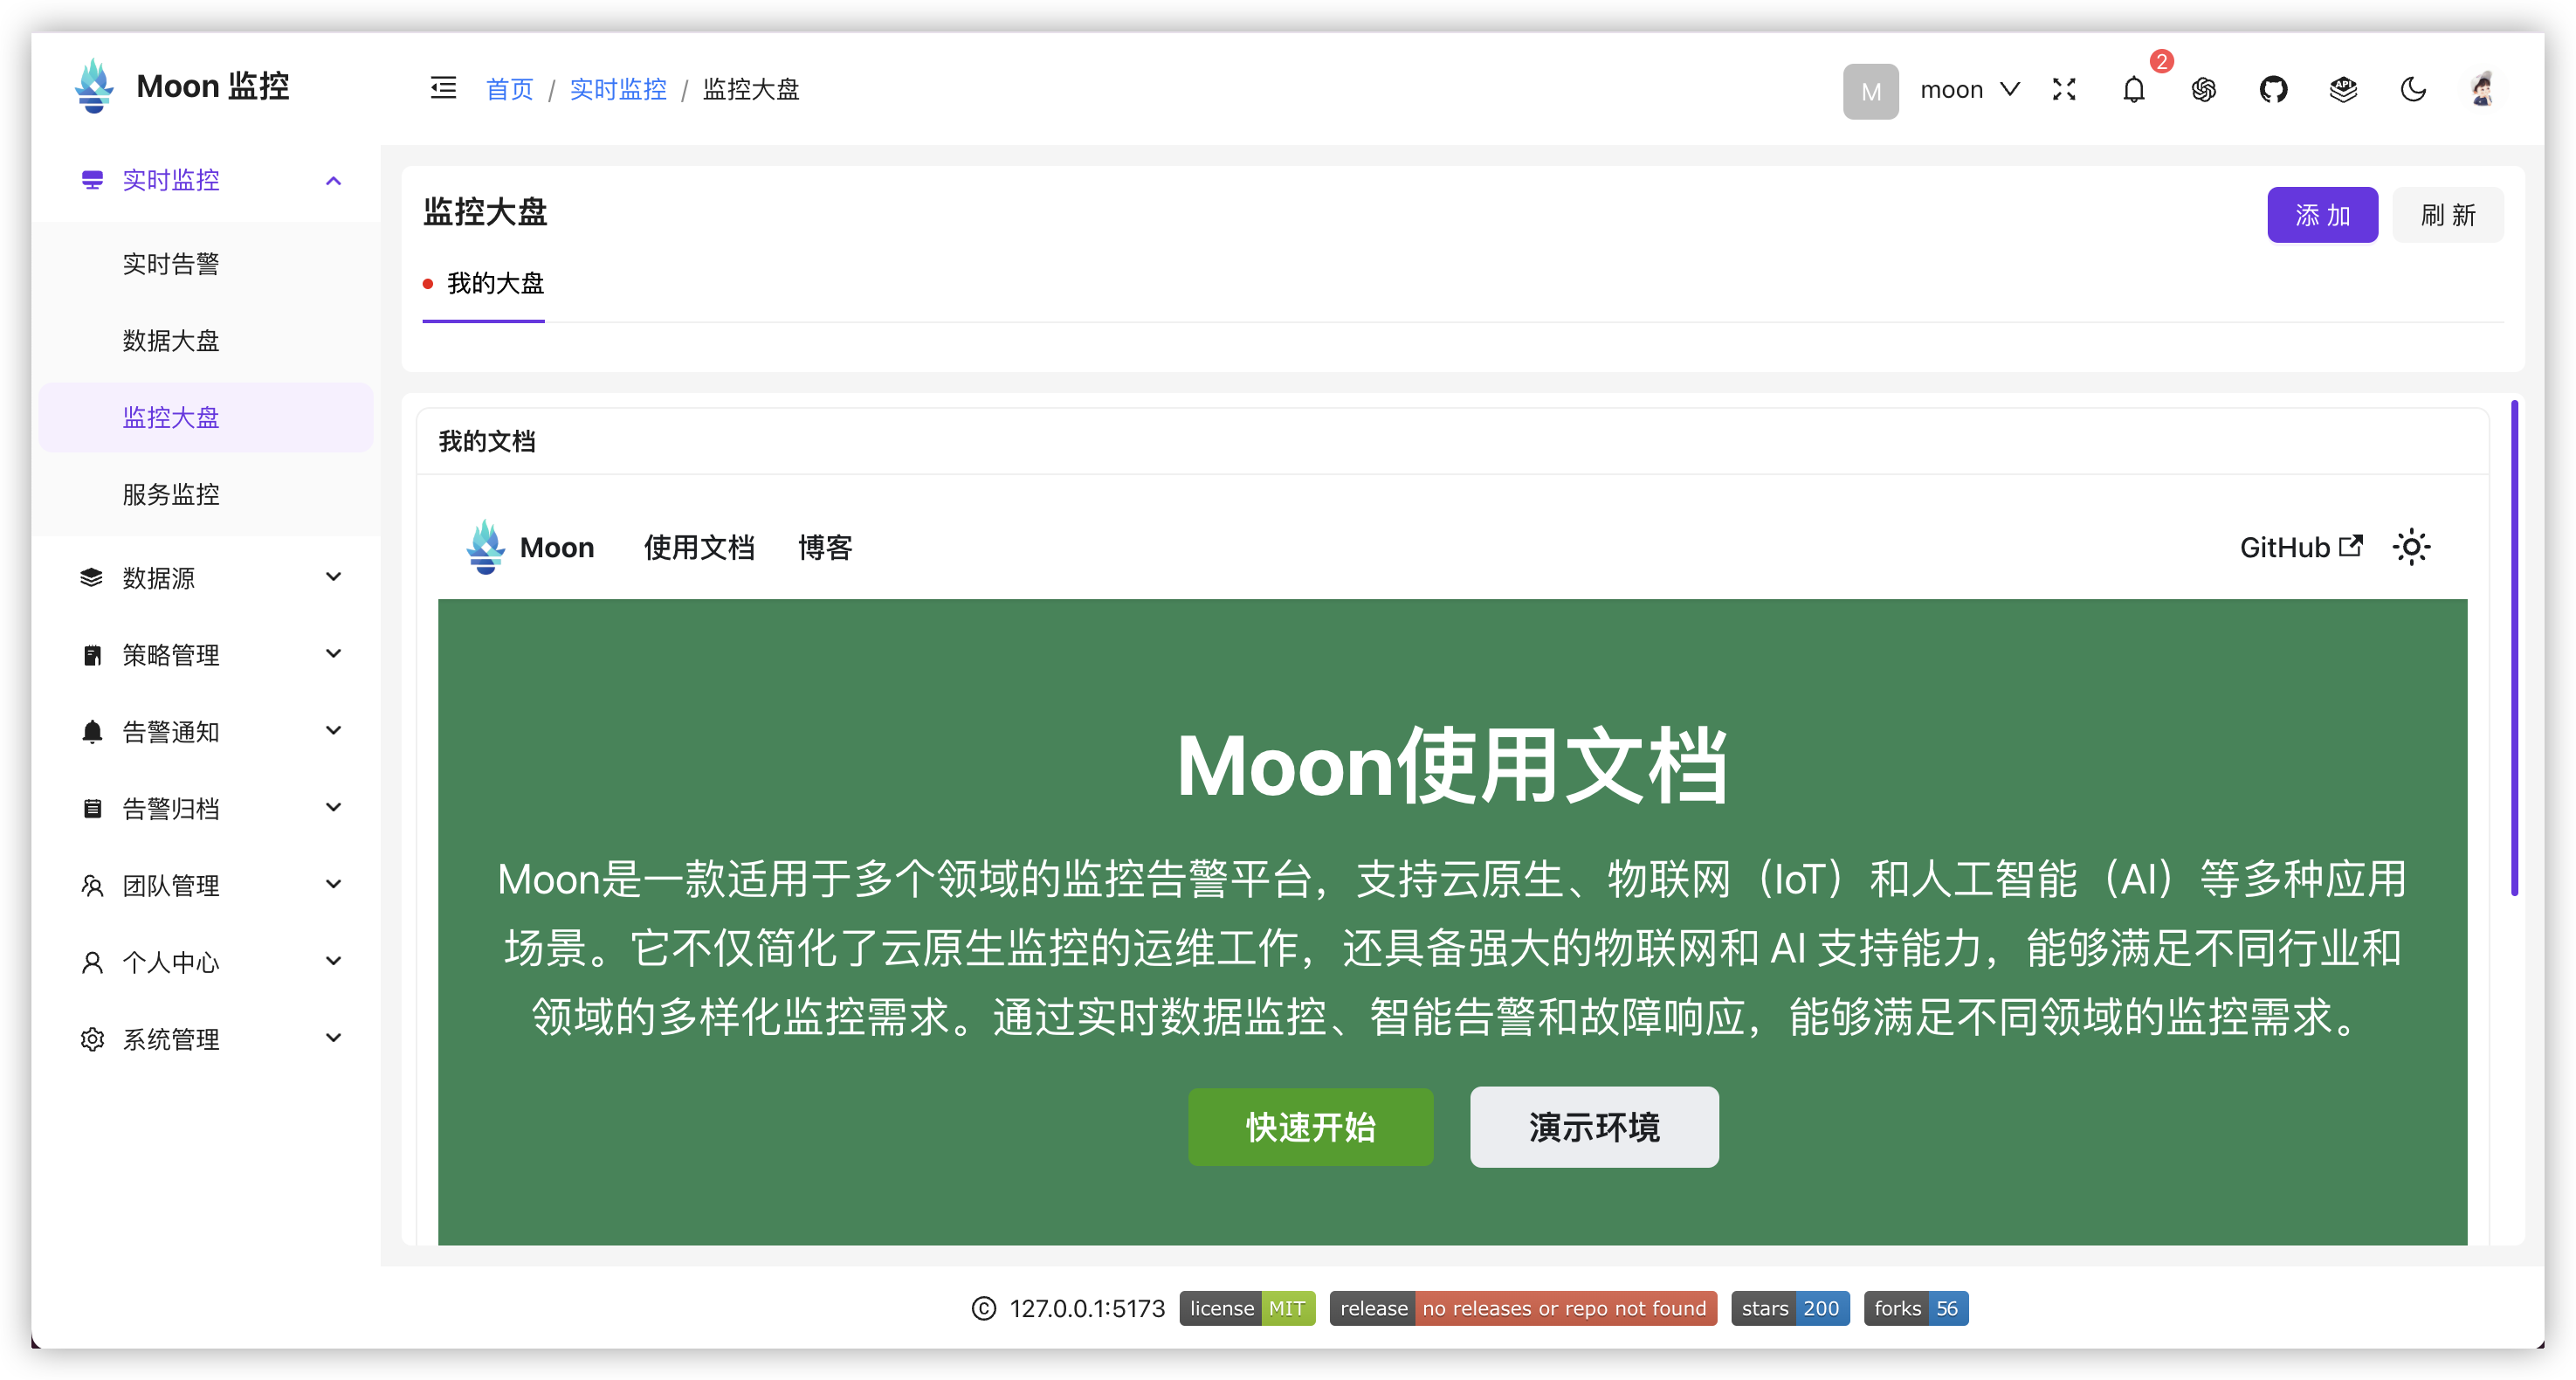 Moon 监控
首页 / 实时监控 / 监控大盘
M
moon
2
API
实时监控
实时告警
数据大盘
监控大盘
服务监控
数据源
策略管理
告警通知
告警归档
团队管理
个人中心
系统管理
监控大盘
添 加
刷 新
我的大盘
我的文档
Moon 使用文档 博客
GitHub
Moon使用文档
Moon是一款适用于多个领域的监控告警平台，支持云原生、物联网（IoT）和人工智能（AI）等多种应用
场景。它不仅简化了云原生监控的运维工作，还具备强大的物联网和 AI 支持能力，能够满足不同行业和
领域的多样化监控需求。通过实时数据监控、智能告警和故障响应，能够满足不同领域的监控需求。
快速开始
演示环境
© 127.0.0.1:5173 license MIT release no releases or repo not found stars 200 forks 56